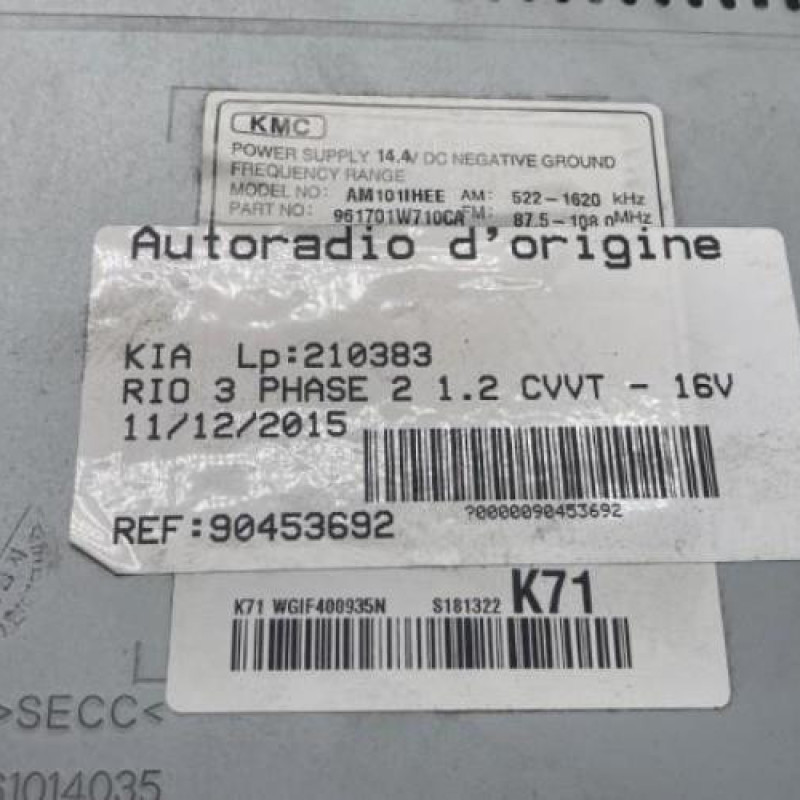 KMC
POWER SUPPLY 14.4V DC NEGATIVE GROUND
FREQUENCY RANGE
MODEL NO: AM101IHEE AM: 522-1620 kHz
PART NO: 961701W710CA FM: 87.5-108.0MHz
Autoradio d'origine
KIA Lp:210383
RIO 3 PHASE 2 1.2 CVVT - 16V
11/12/2015
?0000090453692
REF:90453692
K71 WGIF400935N S181322 K71
>SECC<
61014035